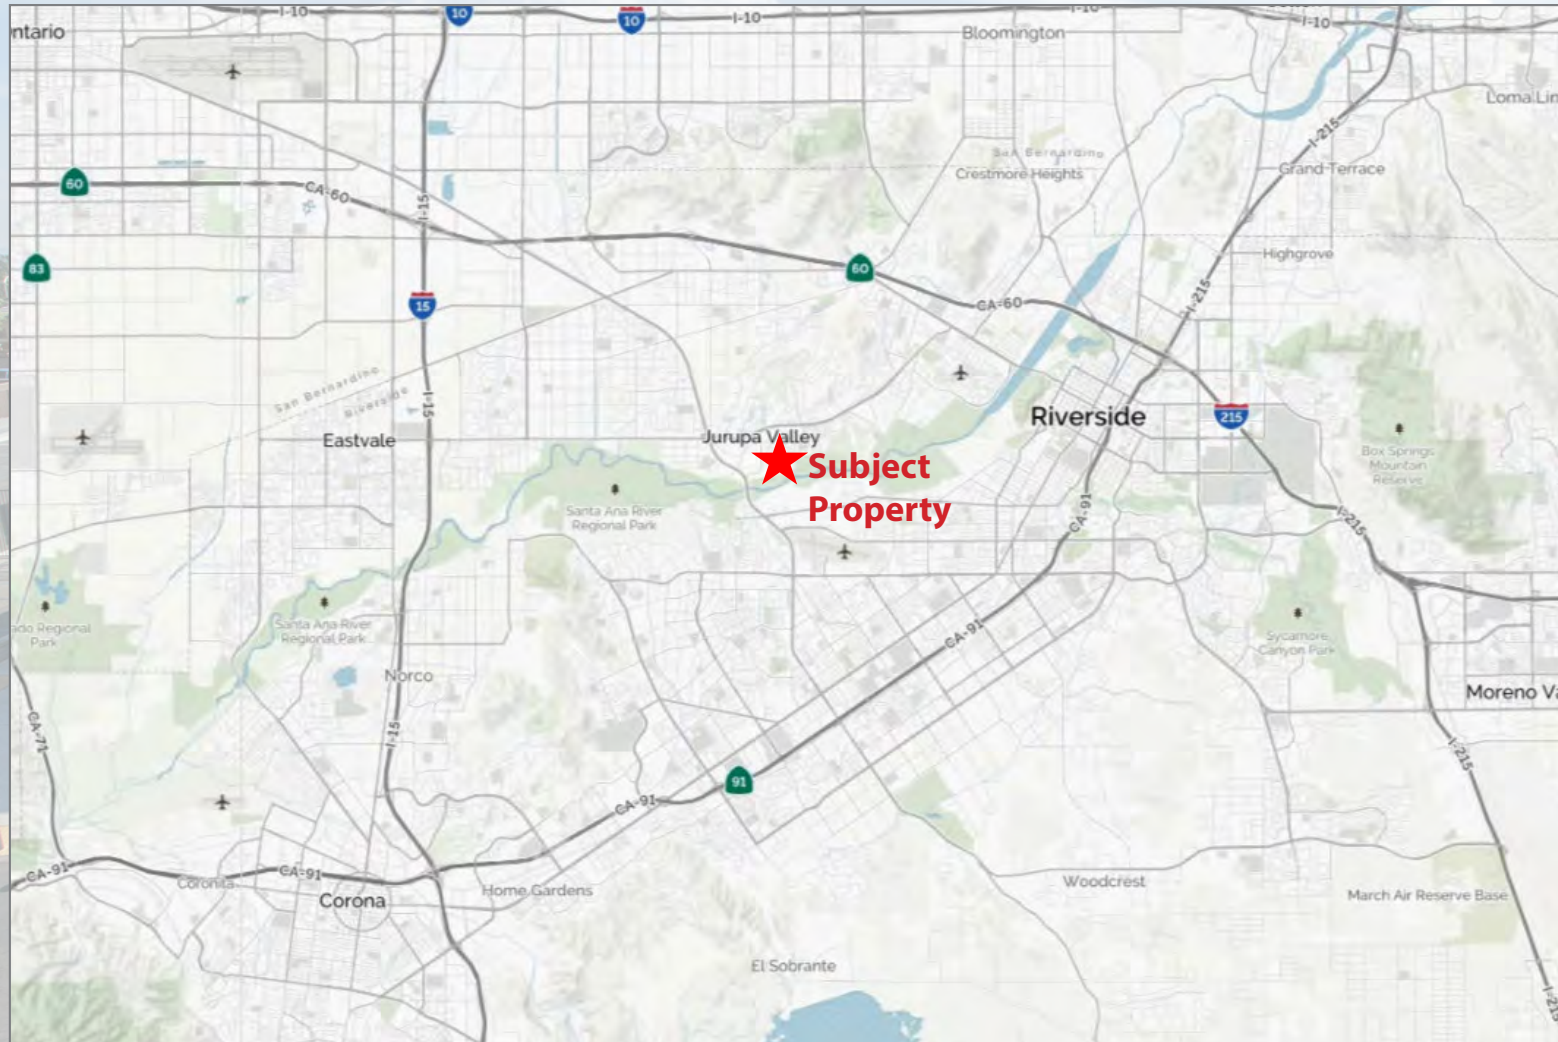 I-10
10
10
I-10
I-10
I-10
ntario
Bloomington
Loma Lin
I-215
60
CA-60
I-15
San Bernardino
Crestmore Heights
Grand Terrace
83
15
60
CA-60
I-215
Highgrove
San Bernardino
Riverside
I-15
Eastvale
Jurupa Valley
Riverside
215
Subject
Property
Box Springs
Mountain
Reserve
Santa Ana River
Regional Park
CA-91
I-215
ado Regional
Park
Santa Ana River
Regional Park
CA-91
Sycamore
Canyon Park
Norco
Moreno Va
CA-71
I-15
I-215
91
CA-91
CA-91
Coronita
CA-91
Corona
Home Gardens
Woodcrest
March Air Reserve Base
El Sobrante
I-215